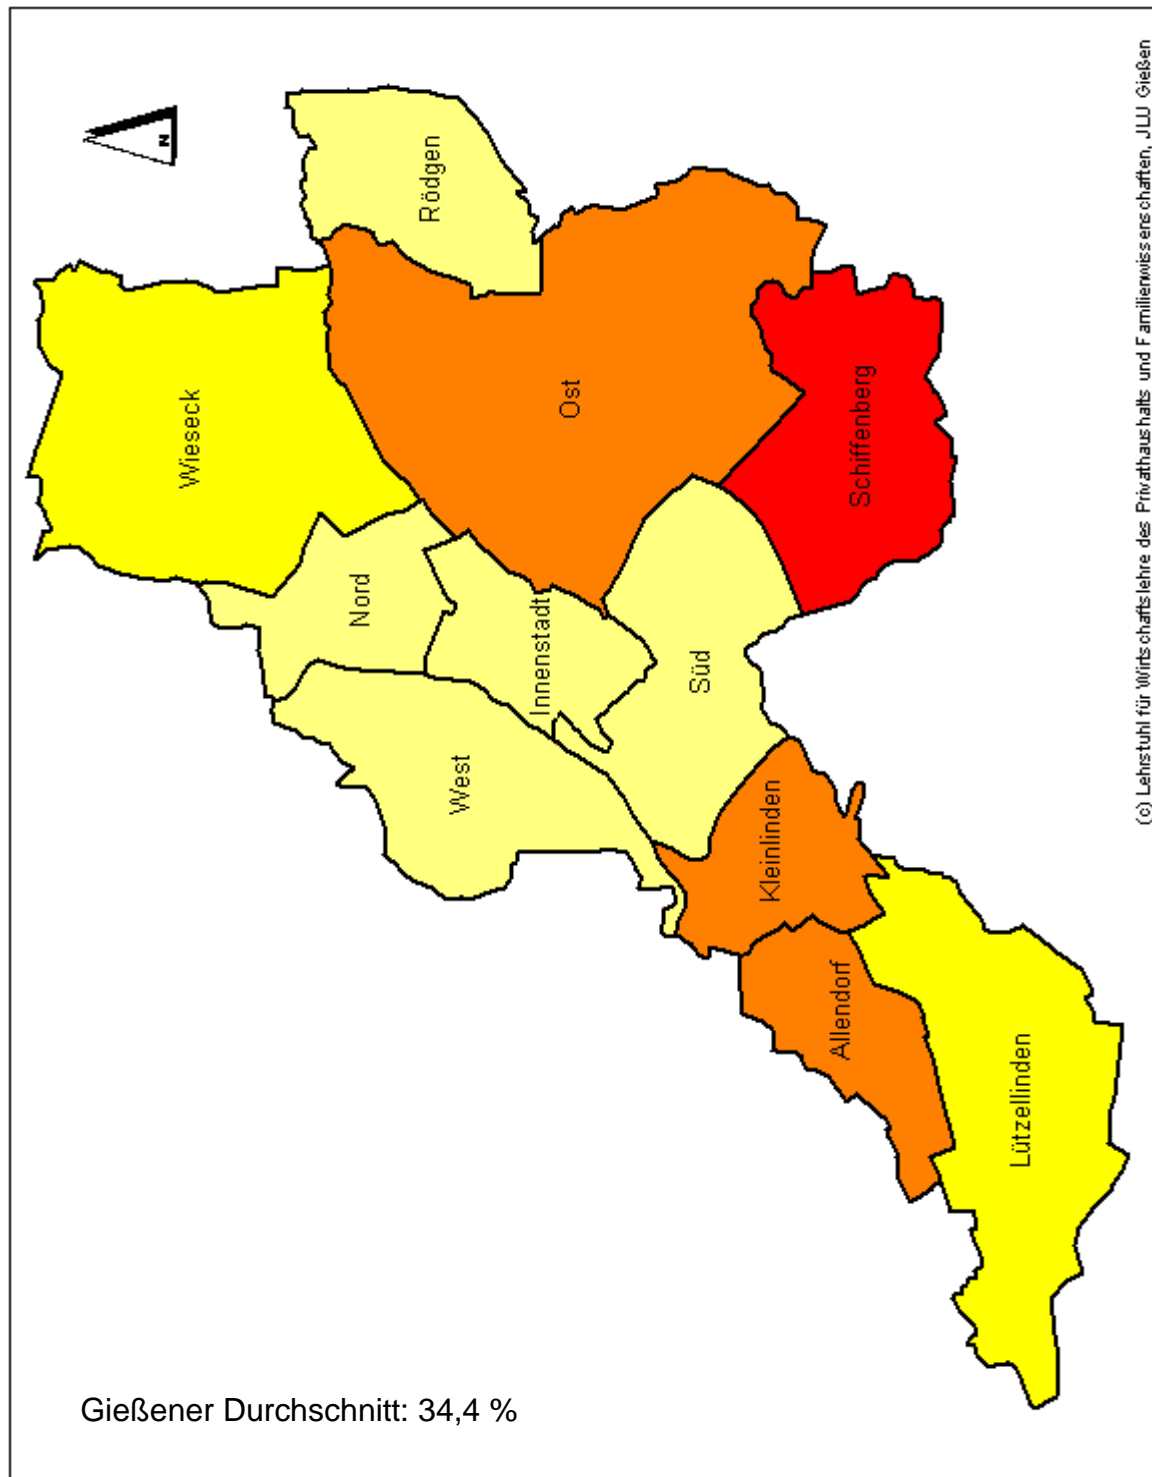 N
Rödgen
Wieseck
Ost
Schiffenberg
Nord
Innenstadt
Süd
West
Kleinlinden
Allendorf
Lützellinden
Gießener Durchschnitt: 34,4 %
(c) Lehrstuhl für Wirtschaftslehre des Privathaushalts und Familienwissenschaften, JLU Gießen